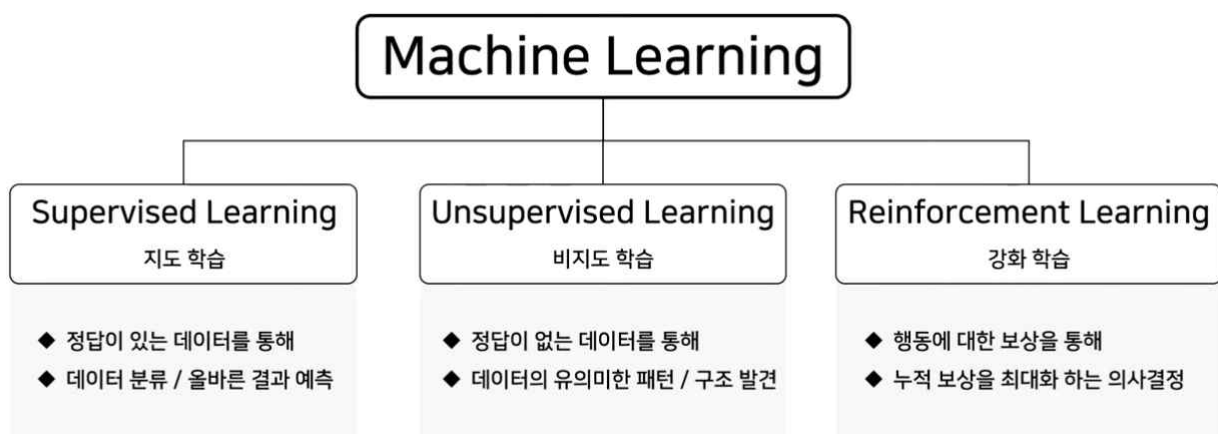 Machine Learning
Supervised Learning
지도 학습
◆ 정답이 있는 데이터를 통해
◆ 데이터 분류 / 올바른 결과 예측
Unsupervised Learning
비지도 학습
◆ 정답이 없는 데이터를 통해
◆ 데이터의 유의미한 패턴 / 구조 발견
Reinforcement Learning
강화 학습
◆ 행동에 대한 보상을 통해
◆ 누적 보상을 최대화 하는 의사결정